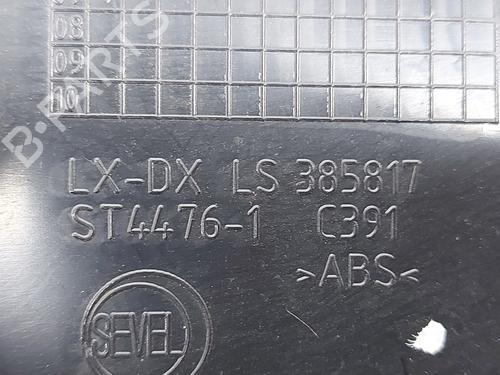 08
09
10
LX-DX LS 385817
ST4476-1 C391
>ABS<
SEVEL
B-PARTS